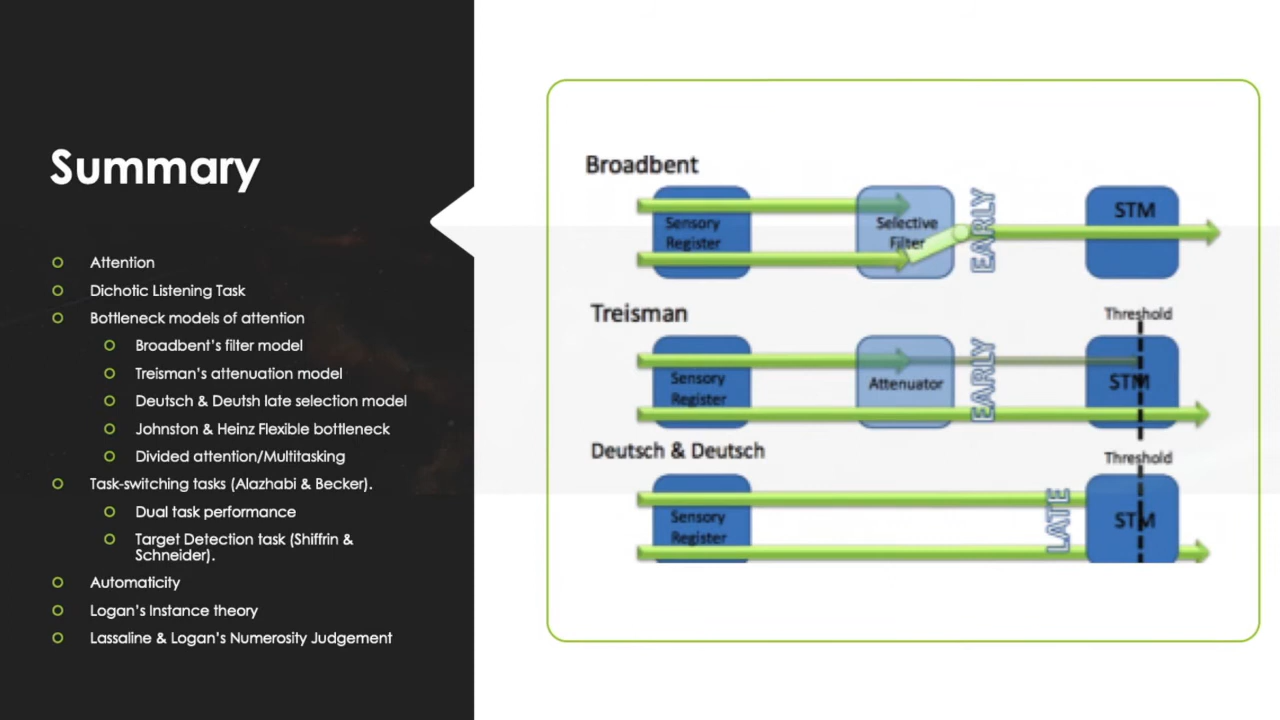 Summary
Attention
Dichotic Listening Task
Bottleneck models of attention
Broadbent's filter model
Treisman's attenuation model
Deutsch & Deutsh late selection model
Johnston & Heinz Flexible bottleneck
Divided attention/Multitasking
Task-switching tasks (Alazhabi & Becker).
Dual task performance
Target Detection task (Shiffrin &
Schneider).
Automaticity
Logan's Instance theory
Lassaline & Logan's Numerosity Judgement
Broadbent
Sensory
Register
Selective
Filter
EARLY
STM
Treisman
Sensory
Register
Attenuator
EARLY
Threshold
STM
Deutsch & Deutsch
Sensory
Register
LATE
Threshold
STM